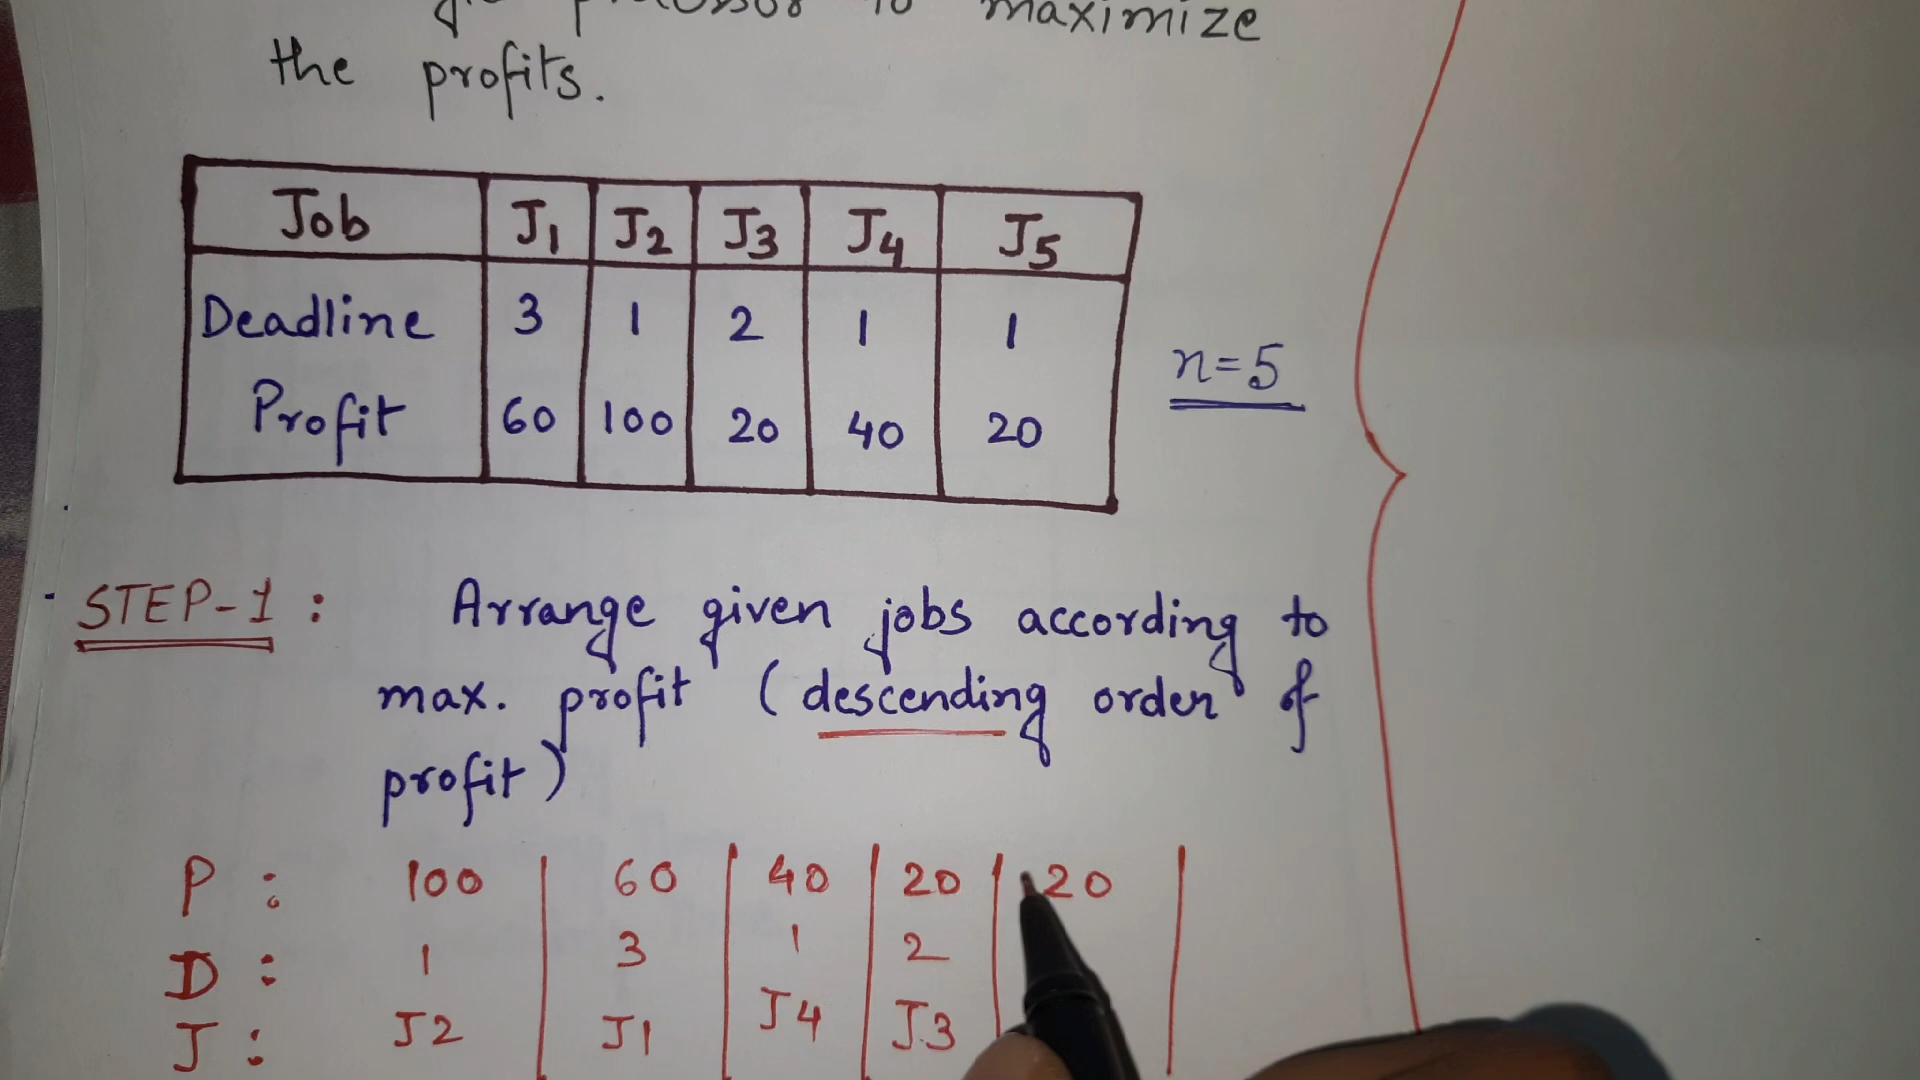 to maximize
the profits.
Job J1 J2 J3 J4 J5
Deadline 3 1 2 1 1
Profit 60 100 20 40 20
n=5
STEP-1 : Arrange given jobs according to
max. profit (descending order of
profit)
P : 100 60 40 20 20
D : 1 3 1 2
J : J2 J1 J4 J3